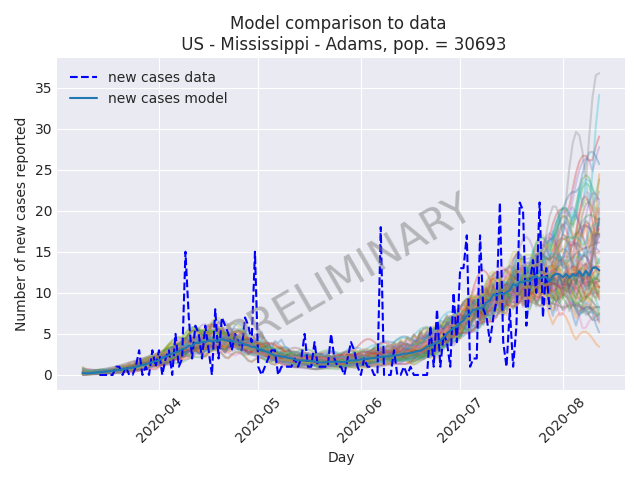 Model comparison to data
US - Mississippi - Adams, pop. = 30693
new cases data
new cases model
PRELIMINARY
Number of new cases reported
35
30
25
20
15
10
5
0
2020-04
2020-05
2020-06
2020-07
2020-08
Day